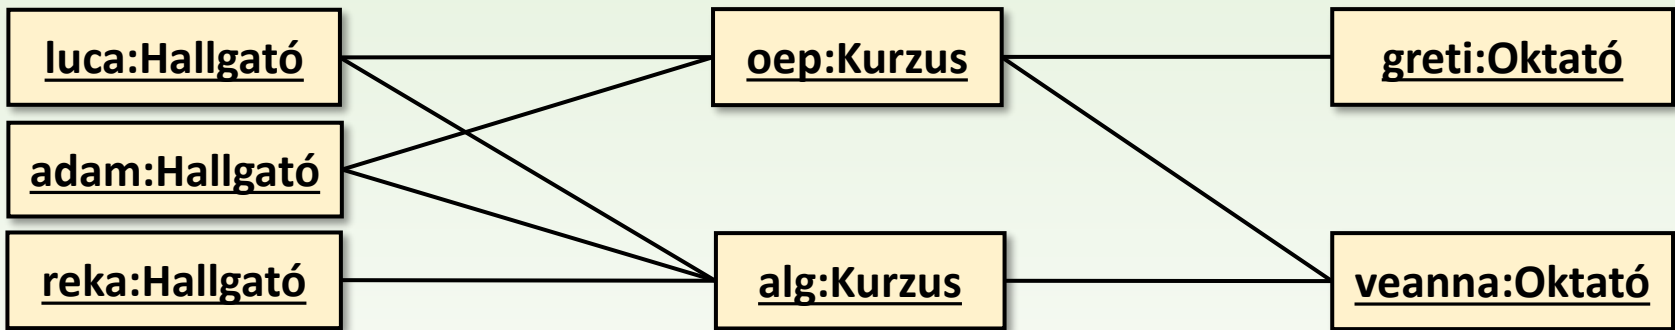 luca:Hallgató
oep:Kurzus
greti:Oktató
adam:Hallgató
reka:Hallgató
alg:Kurzus
veanna:Oktató